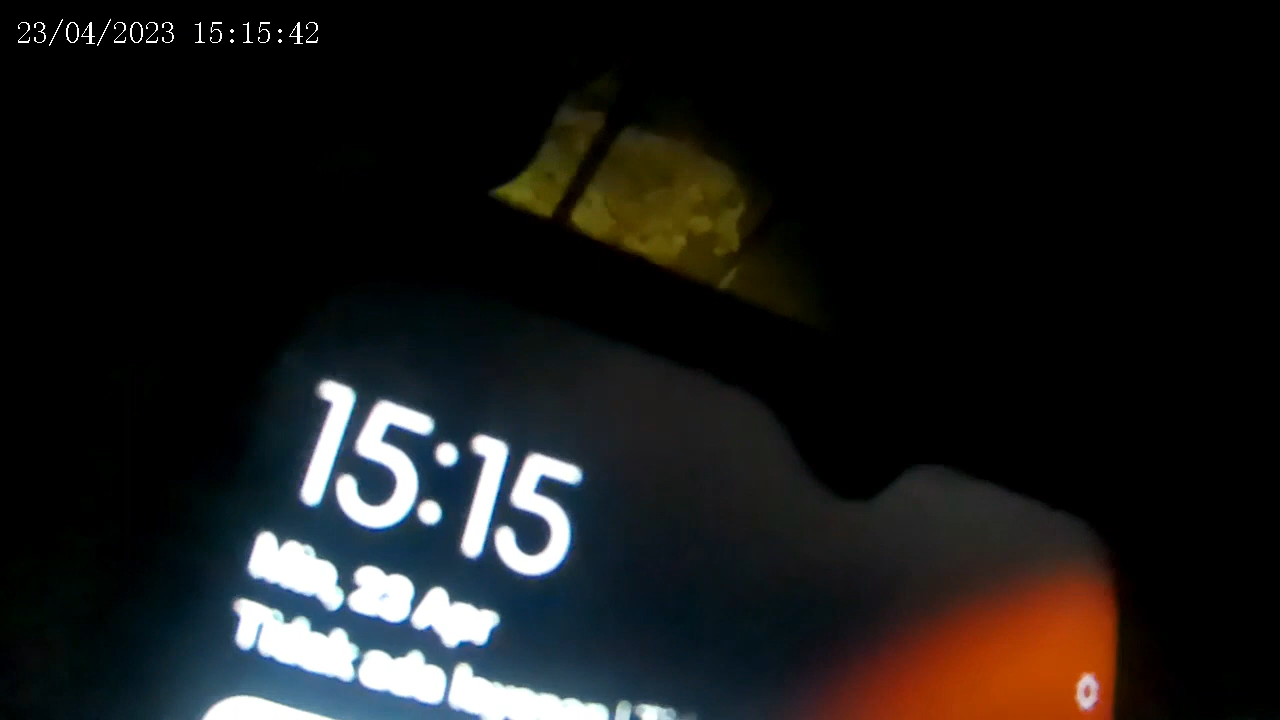 23/04/2023 15:15:42
15:15
Min, 23 Apr
Tidak ada layanan |